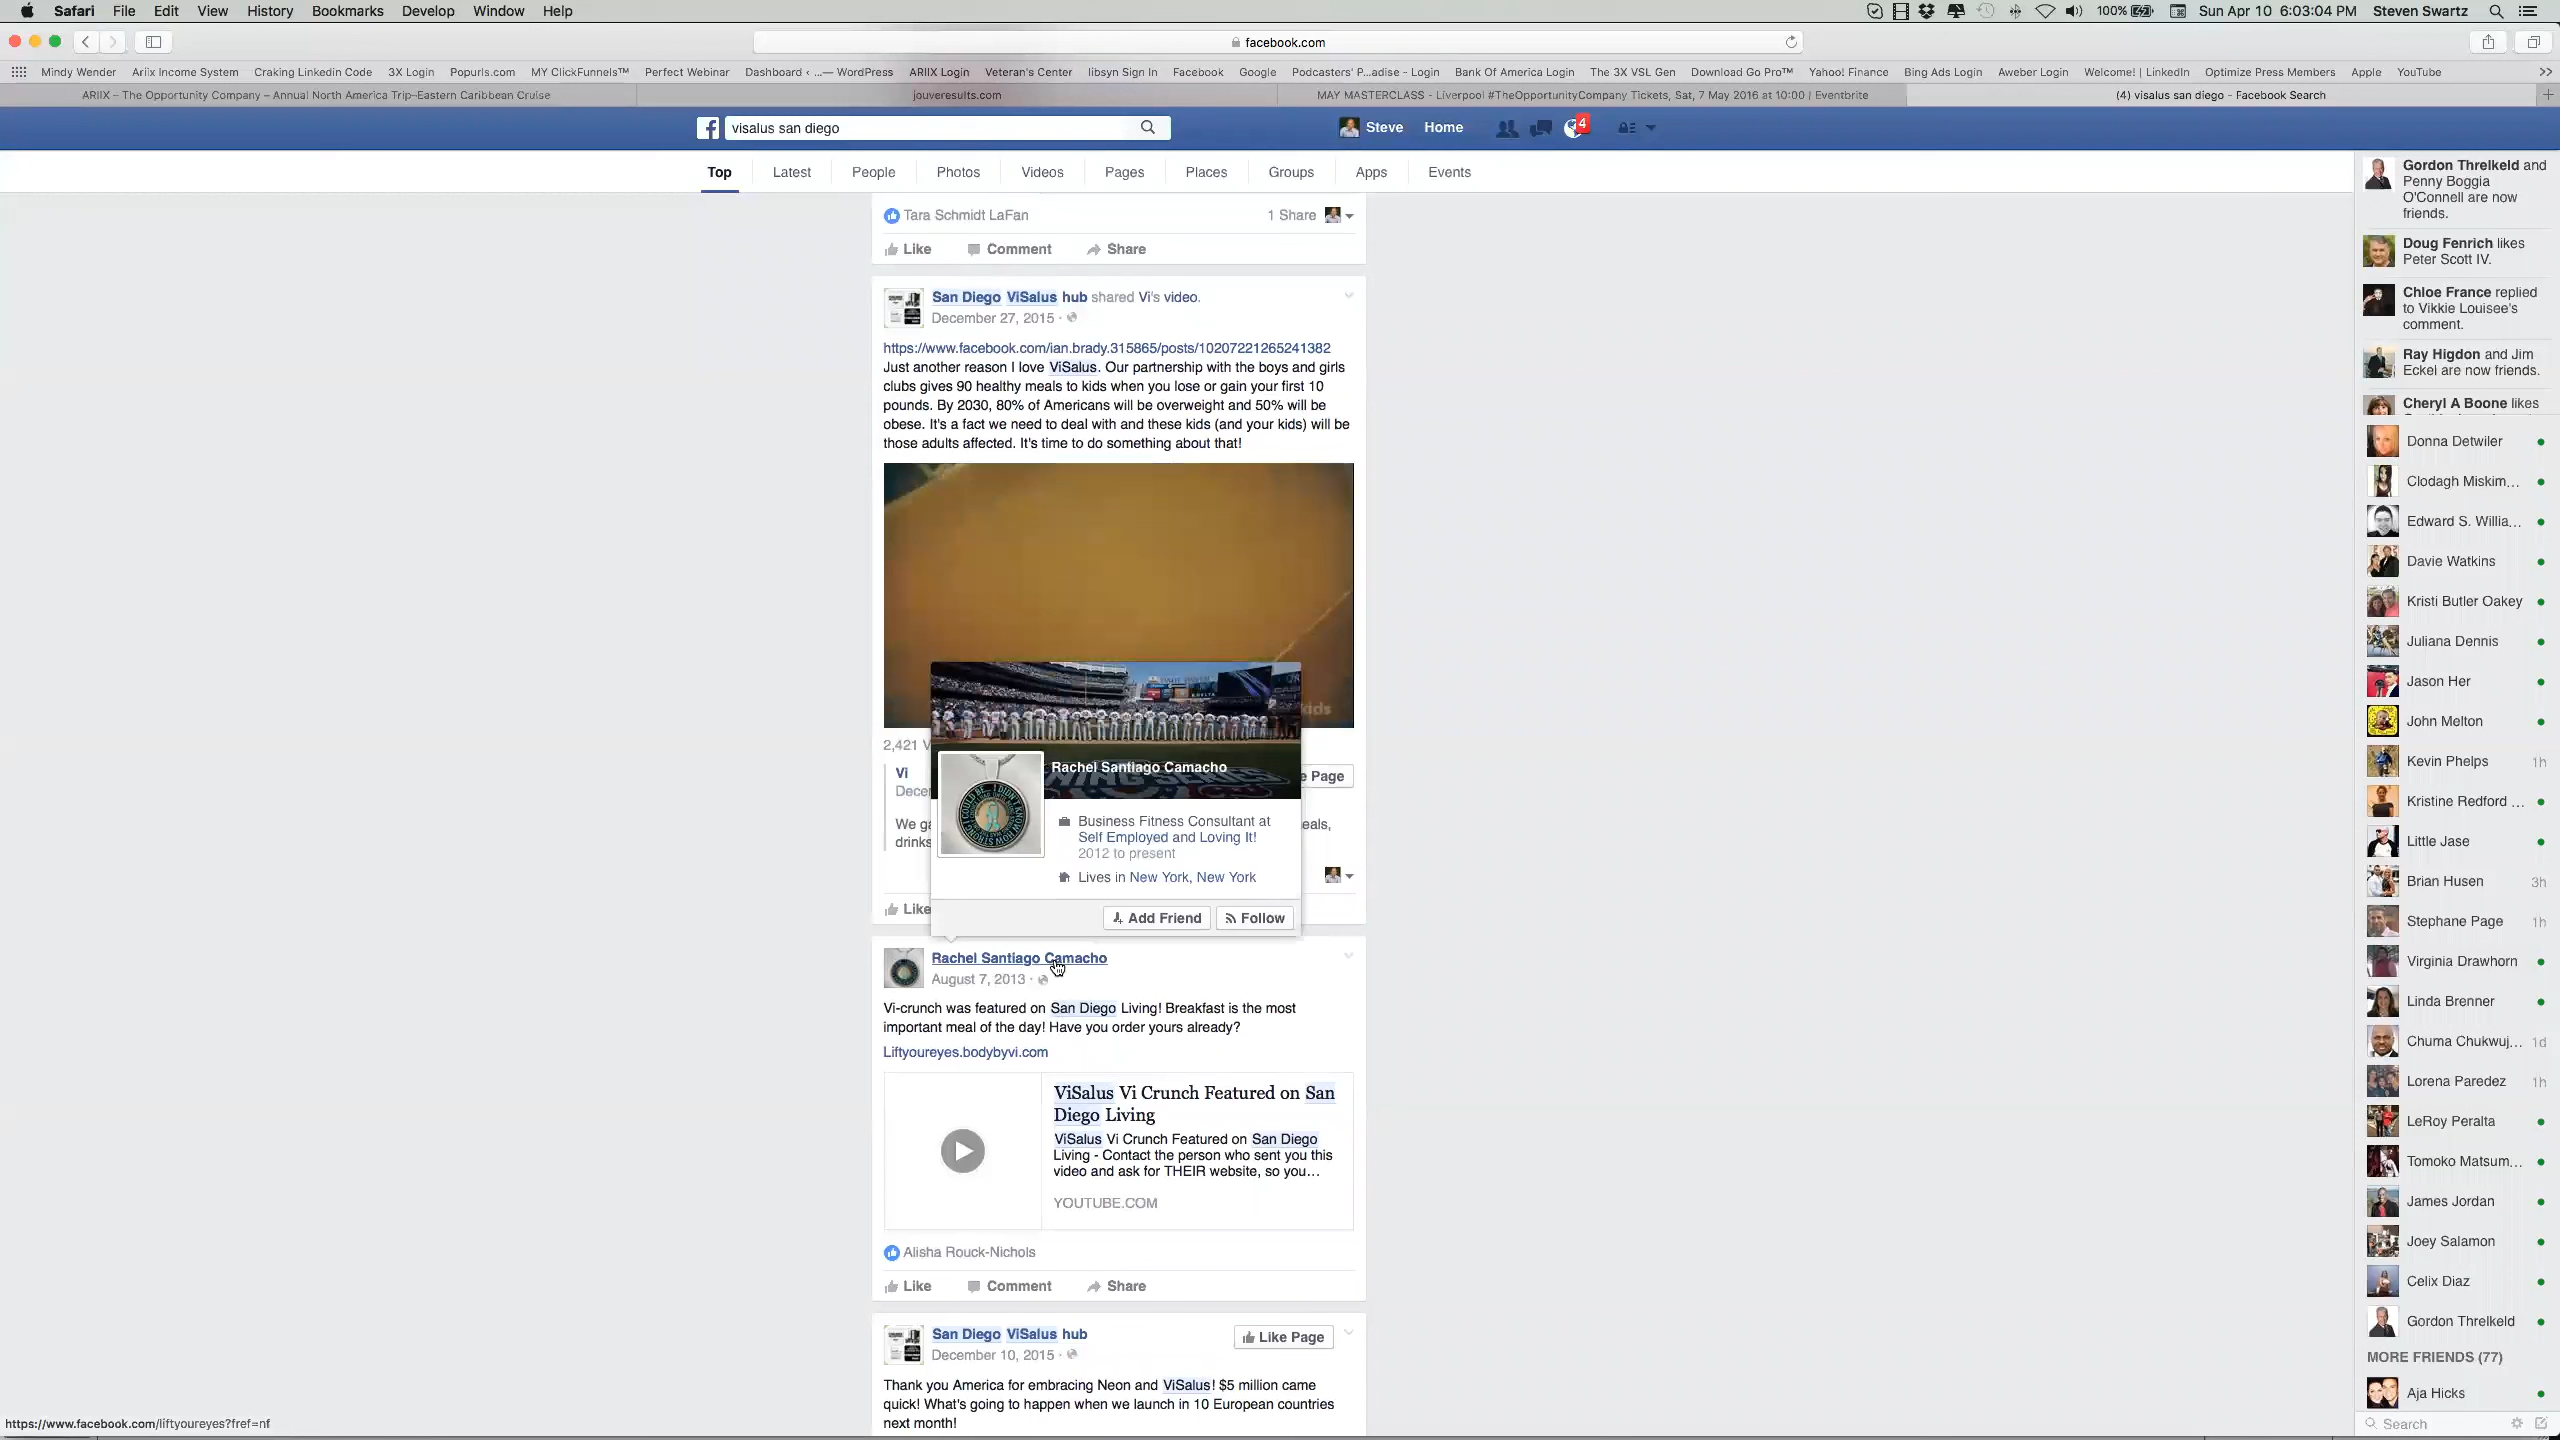 Safari File Edit View History Bookmarks Develop Window Help
100% Sun Apr 10 6:03:04 PM Steven Swartz
facebook.com
Mindy Wender Ariix Income System Craking Linkedin Code 3X Login Popurls.com MY ClickFunnels™ Perfect Webinar Dashboard ‹ ...— WordPress ARIIX Login Veteran's Center libsyn Sign In Facebook Google Podcasters' P...adise - Login Bank Of America Login The 3X VSL Gen Download Go Pro™ Yahoo! Finance Bing Ads Login Aweber Login Welcome! | LinkedIn Optimize Press Members Apple YouTube
ARIIX – The Opportunity Company – Annual North America Trip–Eastern Caribbean Cruise
jouveresults.com
MAY MASTERCLASS - Liverpool #TheOpportunityCompany Tickets, Sat, 7 May 2016 at 10:00 | Eventbrite
(4) visalus san diego - Facebook Search
visalus san diego
Steve Home 4
Top Latest People Photos Videos Pages Places Groups Apps Events
Tara Schmidt LaFan 1 Share
Like Comment Share
San Diego ViSalus hub shared Vi's video.
December 27, 2015 ·
https://www.facebook.com/ian.brady.315865/posts/10207221265241382
Just another reason I love ViSalus. Our partnership with the boys and girls
clubs gives 90 healthy meals to kids when you lose or gain your first 10
pounds. By 2030, 80% of Americans will be overweight and 50% will be
obese. It's a fact we need to deal with and these kids (and your kids) will be
those adults affected. It's time to do something about that!
kids
2,421 V
Vi
Decem
We ga
drinks
e Page
eals,
Like
Rachel Santiago Camacho
Business Fitness Consultant at
Self Employed and Loving It!
2012 to present
Lives in New York, New York
Add Friend Follow
Rachel Santiago Camacho
August 7, 2013 ·
Vi-crunch was featured on San Diego Living! Breakfast is the most
important meal of the day! Have you order yours already?
Liftyoureyes.bodybyvi.com
ViSalus Vi Crunch Featured on San
Diego Living
ViSalus Vi Crunch Featured on San Diego
Living - Contact the person who sent you this
video and ask for THEIR website, so you...
YOUTUBE.COM
Alisha Rouck-Nichols
Like Comment Share
San Diego ViSalus hub
December 10, 2015 ·
Like Page
Thank you America for embracing Neon and ViSalus! $5 million came
quick! What's going to happen when we launch in 10 European countries
next month!
https://www.facebook.com/liftyoureyes?fref=nf
Gordon Threlkeld and
Penny Boggia
O'Connell are now
friends.
Doug Fenrich likes
Peter Scott IV.
Chloe France replied
to Vikkie Louisee's
comment.
Ray Higdon and Jim
Eckel are now friends.
Cheryl A Boone likes
Donna Detwiler
Clodagh Miskim...
Edward S. Willia...
Davie Watkins
Kristi Butler Oakey
Juliana Dennis
Jason Her
John Melton
Kevin Phelps 1h
Kristine Redford ...
Little Jase
Brian Husen 3h
Stephane Page 1h
Virginia Drawhorn
Linda Brenner
Chuma Chukwuj... 1d
Lorena Paredez 1h
LeRoy Peralta
Tomoko Matsum...
James Jordan
Joey Salamon
Celix Diaz
Gordon Threlkeld
MORE FRIENDS (77)
Aja Hicks
Search